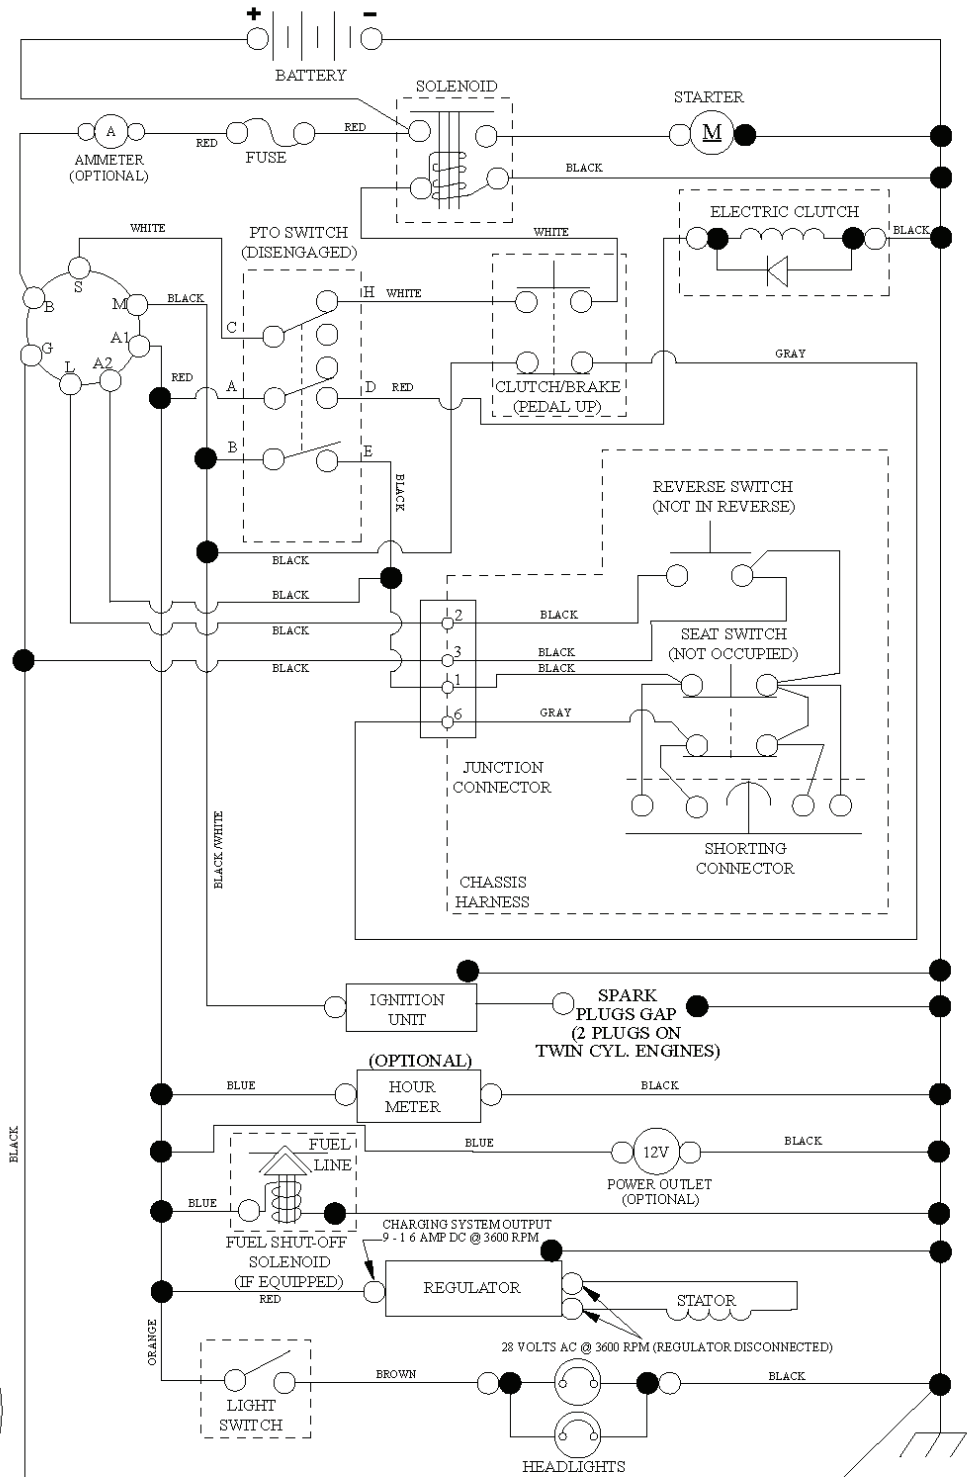 + -
BATTERY
SOLENOID
STARTER
A
RED
FUSE
RED
M
AMMETER
(OPTIONAL)
BLACK
WHITE
PTO SWITCH
(DISENGAGED)
WHITE
ELECTRIC CLUTCH
BLACK
S
B
M
BLACK
H
WHITE
C
G
A1
L
A2
GRAY
RED
A
D
RED
CLUTCH/BRAKE
(PEDAL UP)
B
E
BLACK
REVERSE SWITCH
(NOT IN REVERSE)
BLACK
BLACK
BLACK
2
BLACK
SEAT SWITCH
(NOT OCCUPIED)
BLACK
3
BLACK
BLACK
1
6
GRAY
JUNCTION
CONNECTOR
BLACK/WHITE
SHORTING
CONNECTOR
CHASSIS
HARNESS
IGNITION
UNIT
SPARK
PLUGS GAP
(2 PLUGS ON
TWIN CYL. ENGINES)
(OPTIONAL)
BLUE
HOUR
METER
BLACK
BLACK
FUEL
LINE
BLUE
12V
BLACK
POWER OUTLET
(OPTIONAL)
BLUE
CHARGING SYSTEM OUTPUT
9 - 1 6 AMP DC @ 3600 RPM
FUEL SHUT-OFF
SOLENOID
(IF EQUIPPED)
RED
REGULATOR
STATOR
ORANGE
28 VOLTS AC @ 3600 RPM (REGULATOR DISCONNECTED)
BROWN
BLACK
LIGHT
SWITCH
HEADLIGHTS